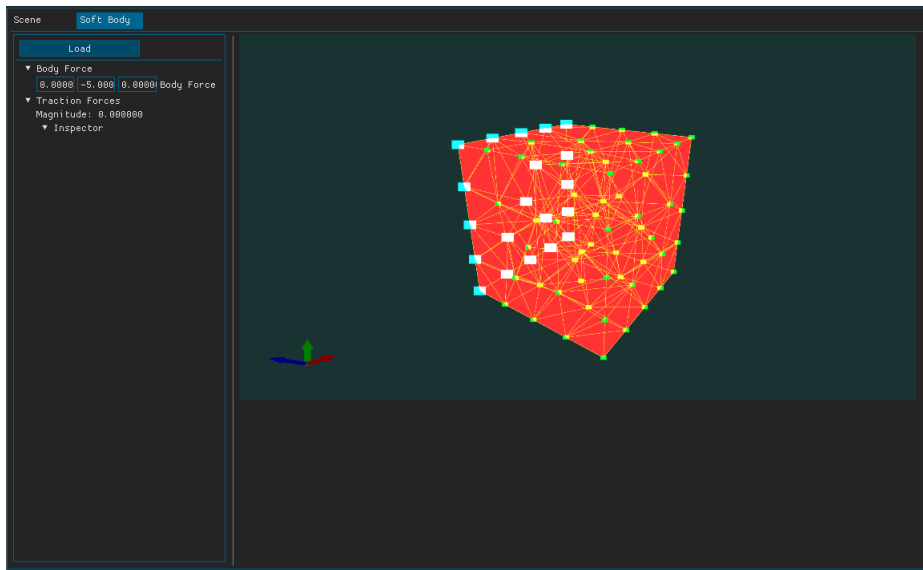 Scene Soft Body
Load
▼ Body Force
0.0000 -5.000 0.0000 Body Force
▼ Traction Forces
Magnitude: 0.000000
▼ Inspector